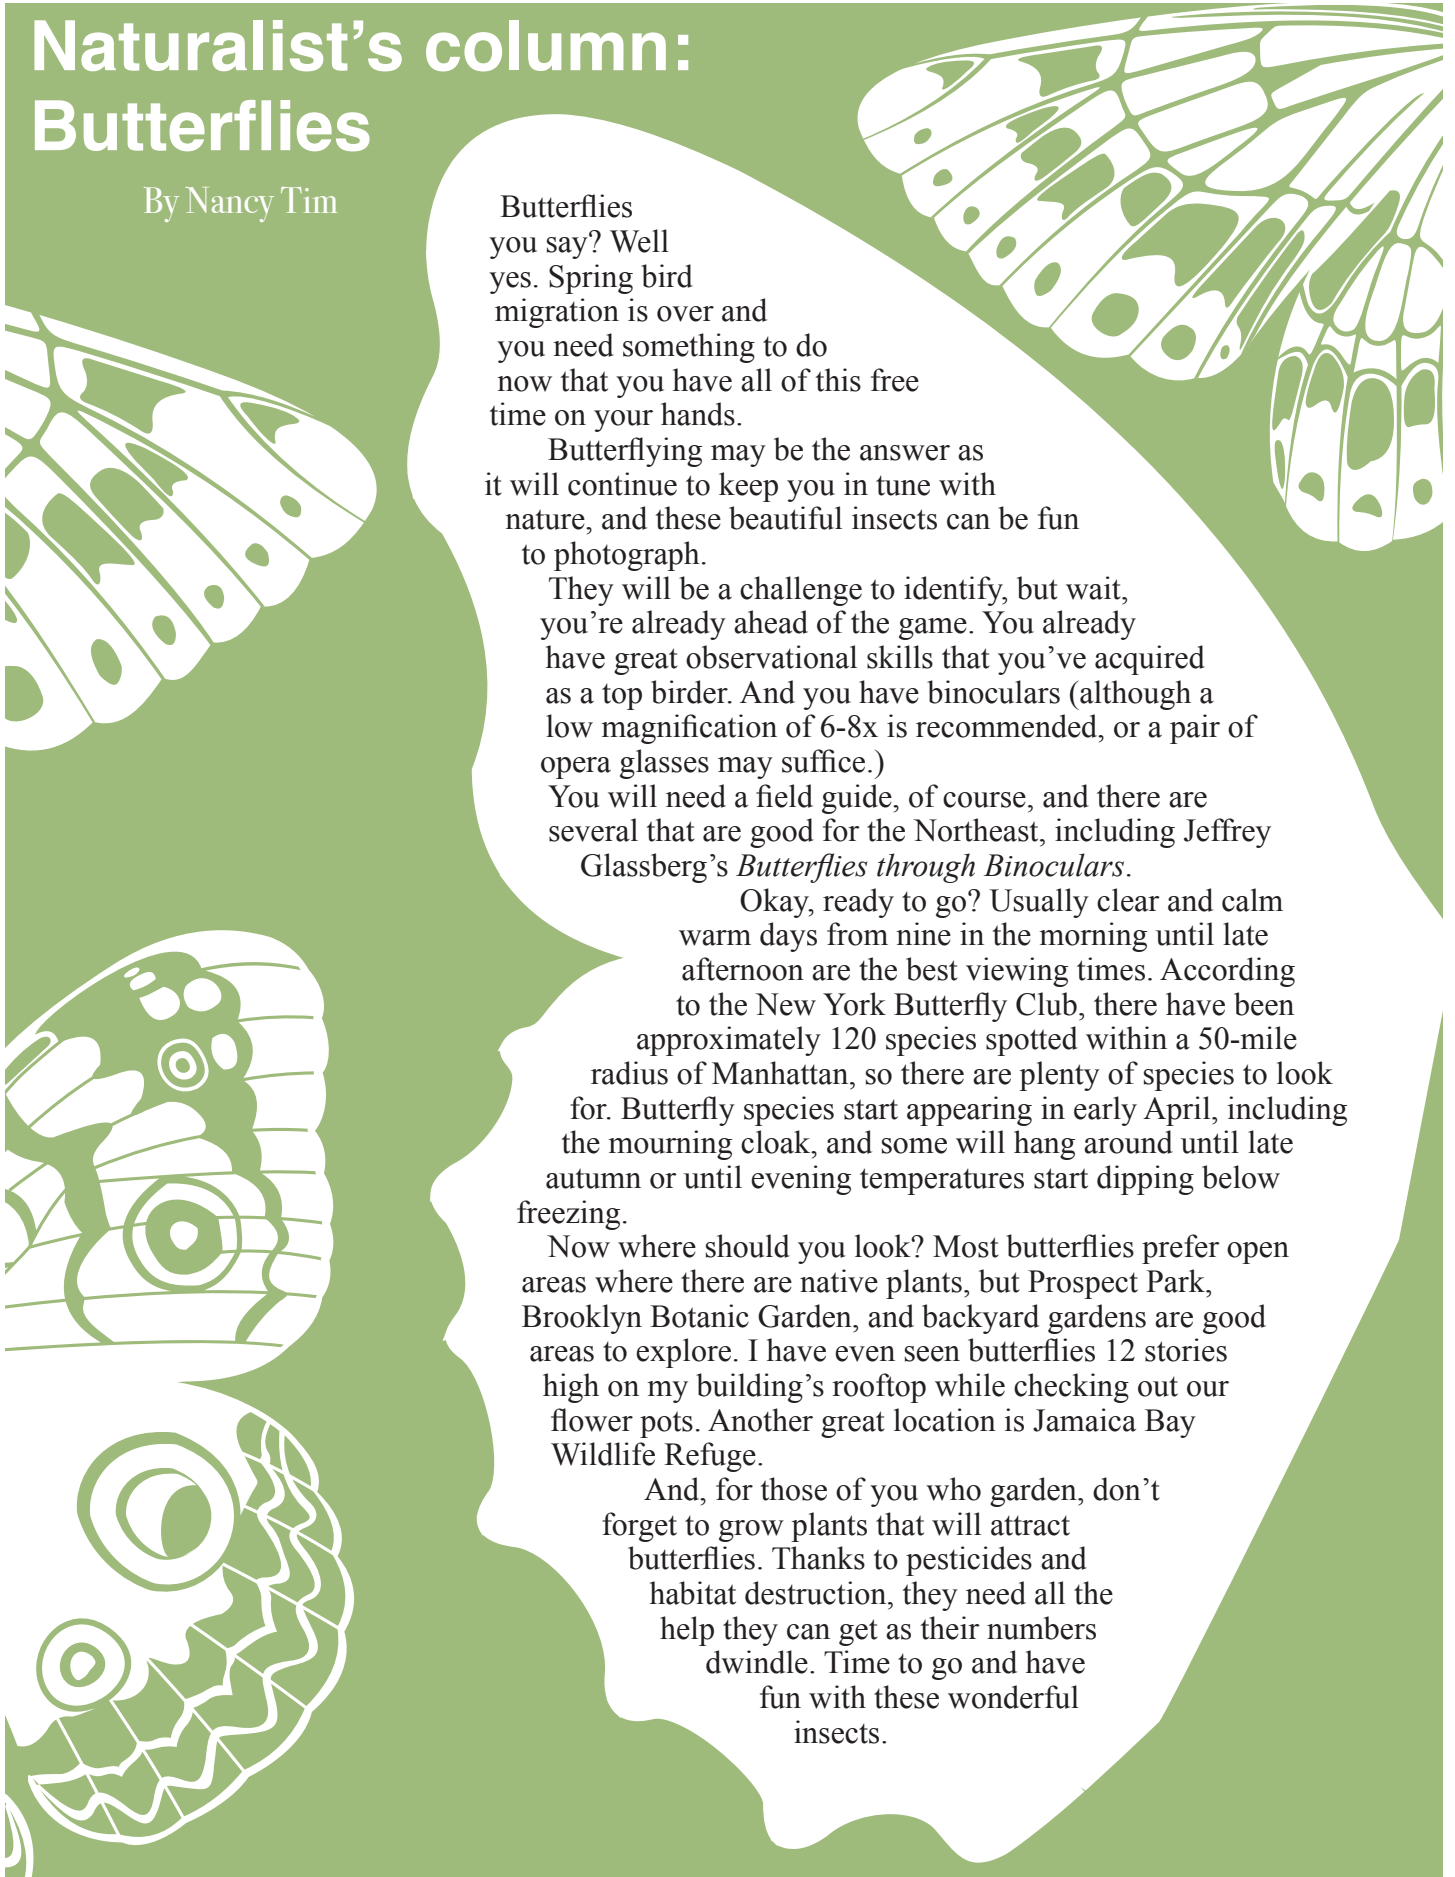 Naturalist’s column:
Butterflies
By Nancy Tim
Butterflies
you say? Well
yes. Spring bird
migration is over and
you need something to do
now that you have all of this free
time on your hands.
Butterflying may be the answer as
it will continue to keep you in tune with
nature, and these beautiful insects can be fun
to photograph.
They will be a challenge to identify, but wait,
you’re already ahead of the game. You already
have great observational skills that you’ve acquired
as a top birder. And you have binoculars (although a
low magnification of 6-8x is recommended, or a pair of
opera glasses may suffice.)
You will need a field guide, of course, and there are
several that are good for the Northeast, including Jeffrey
Glassberg’s Butterflies through Binoculars.
Okay, ready to go? Usually clear and calm
warm days from nine in the morning until late
afternoon are the best viewing times. According
to the New York Butterfly Club, there have been
approximately 120 species spotted within a 50-mile
radius of Manhattan, so there are plenty of species to look
for. Butterfly species start appearing in early April, including
the mourning cloak, and some will hang around until late
autumn or until evening temperatures start dipping below
freezing.
Now where should you look? Most butterflies prefer open
areas where there are native plants, but Prospect Park,
Brooklyn Botanic Garden, and backyard gardens are good
areas to explore. I have even seen butterflies 12 stories
high on my building’s rooftop while checking out our
flower pots. Another great location is Jamaica Bay
Wildlife Refuge.
And, for those of you who garden, don’t
forget to grow plants that will attract
butterflies. Thanks to pesticides and
habitat destruction, they need all the
help they can get as their numbers
dwindle. Time to go and have
fun with these wonderful
insects.